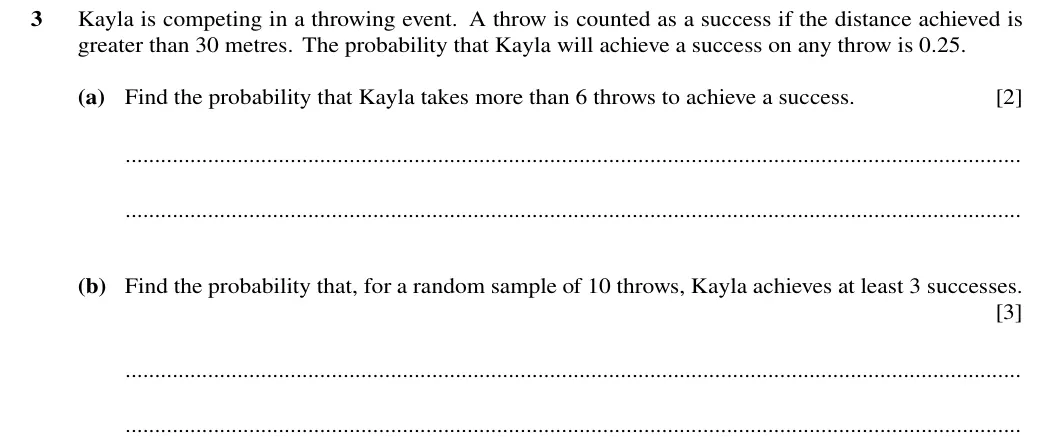 3 Kayla is competing in a throwing event. A throw is counted as a success if the distance achieved is
greater than 30 metres. The probability that Kayla will achieve a success on any throw is 0.25.
(a) Find the probability that Kayla takes more than 6 throws to achieve a success. [2]
(b) Find the probability that, for a random sample of 10 throws, Kayla achieves at least 3 successes.
[3]